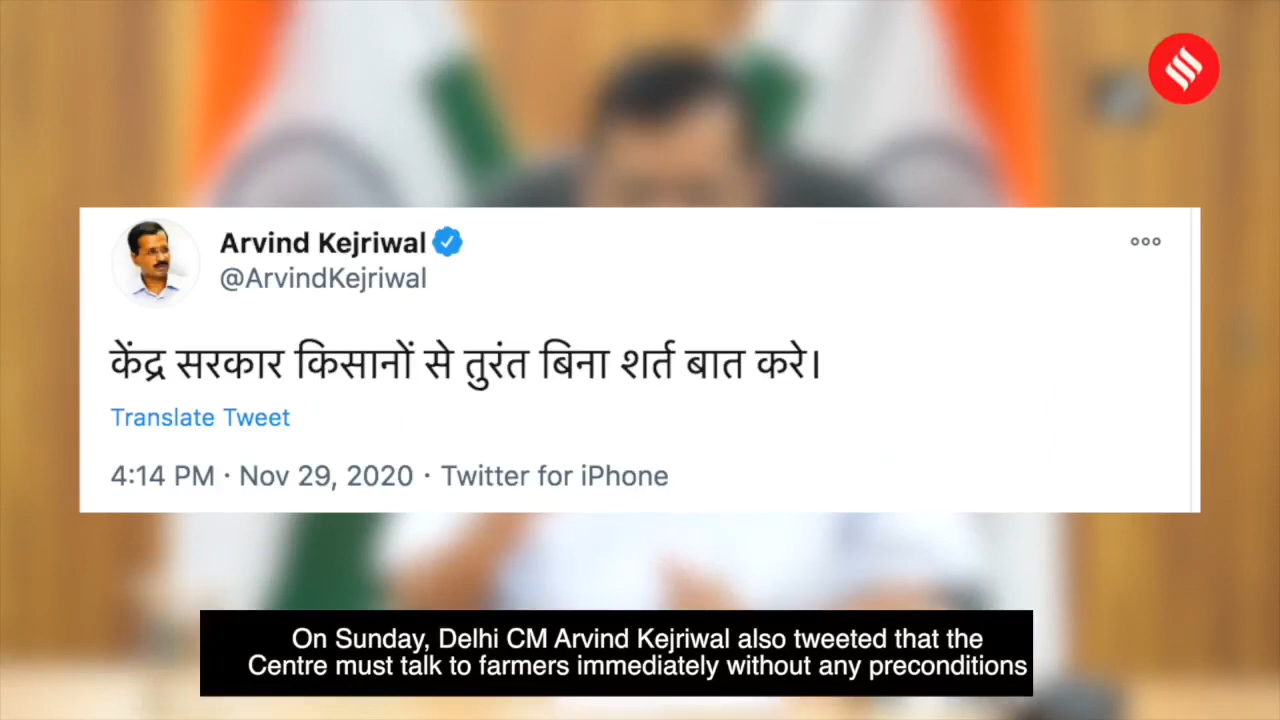 Arvind Kejriwal
@ArvindKejriwal
केंद्र सरकार किसानों से तुरंत बिना शर्त बात करे।
Translate Tweet
4:14 PM · Nov 29, 2020 · Twitter for iPhone
On Sunday, Delhi CM Arvind Kejriwal also tweeted that the
Centre must talk to farmers immediately without any preconditions